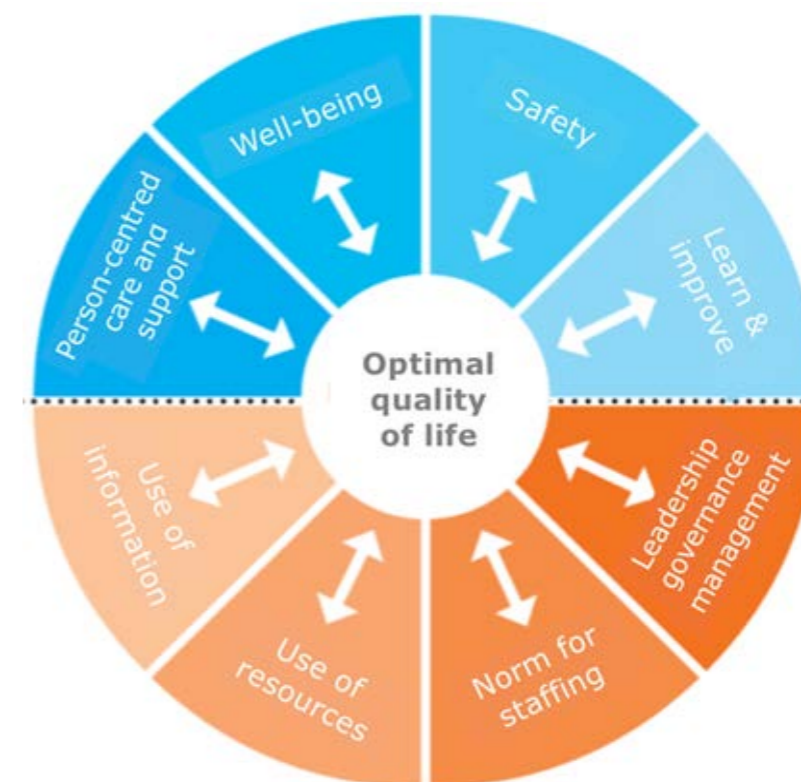 Well-being
Safety
Person-centred
care and
support
Learn &
improve
Optimal
quality
of life
Use of
information
Leadership
governance
management
Use of
resources
Norm for
staffing